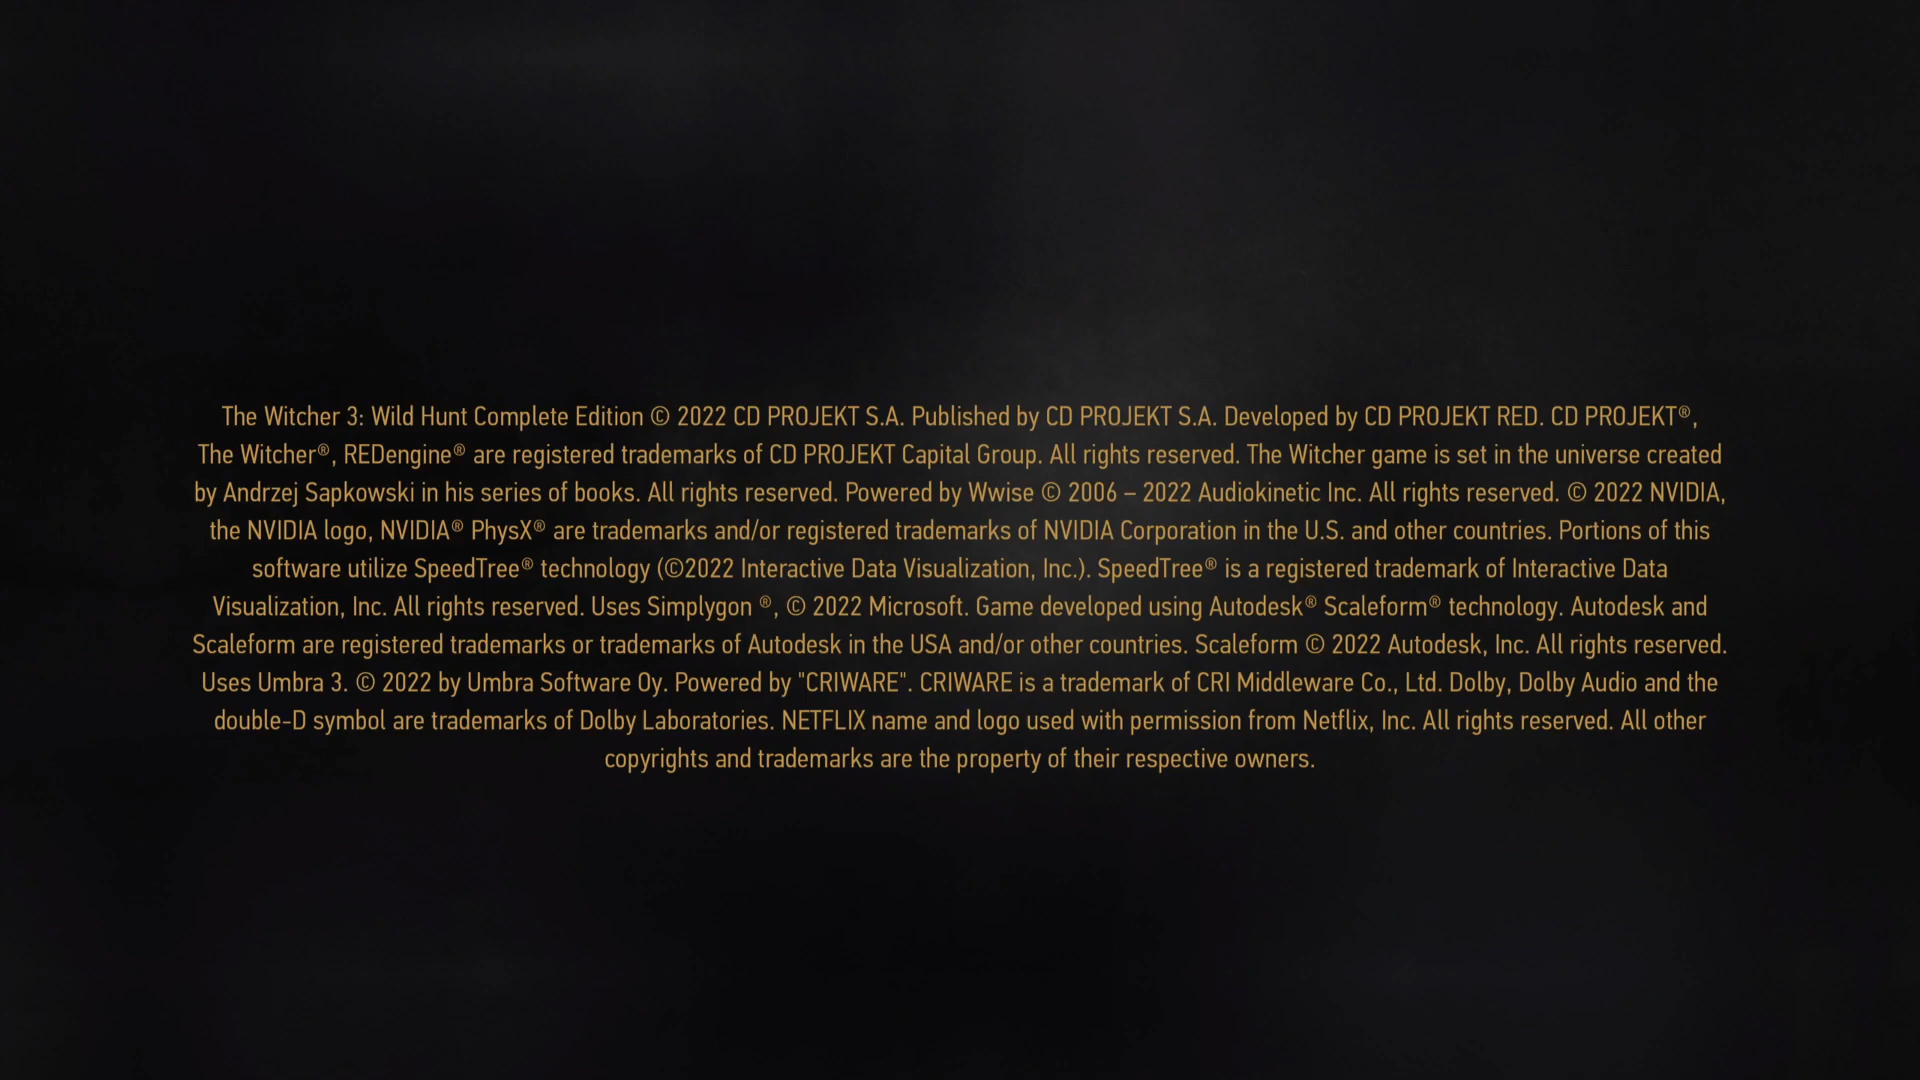 The Witcher 3: Wild Hunt Complete Edition © 2022 CD PROJEKT S.A. Published by CD PROJEKT S.A. Developed by CD PROJEKT RED. CD PROJEKT®,
The Witcher®, REDengine® are registered trademarks of CD PROJEKT Capital Group. All rights reserved. The Witcher game is set in the universe created
by Andrzej Sapkowski in his series of books. All rights reserved. Powered by Wwise © 2006 – 2022 Audiokinetic Inc. All rights reserved. © 2022 NVIDIA,
the NVIDIA logo, NVIDIA® PhysX® are trademarks and/or registered trademarks of NVIDIA Corporation in the U.S. and other countries. Portions of this
software utilize SpeedTree® technology (©2022 Interactive Data Visualization, Inc.). SpeedTree® is a registered trademark of Interactive Data
Visualization, Inc. All rights reserved. Uses Simplygon ®, © 2022 Microsoft. Game developed using Autodesk® Scaleform® technology. Autodesk and
Scaleform are registered trademarks or trademarks of Autodesk in the USA and/or other countries. Scaleform © 2022 Autodesk, Inc. All rights reserved.
Uses Umbra 3. © 2022 by Umbra Software Oy. Powered by "CRIWARE". CRIWARE is a trademark of CRI Middleware Co., Ltd. Dolby, Dolby Audio and the
double-D symbol are trademarks of Dolby Laboratories. NETFLIX name and logo used with permission from Netflix, Inc. All rights reserved. All other
copyrights and trademarks are the property of their respective owners.